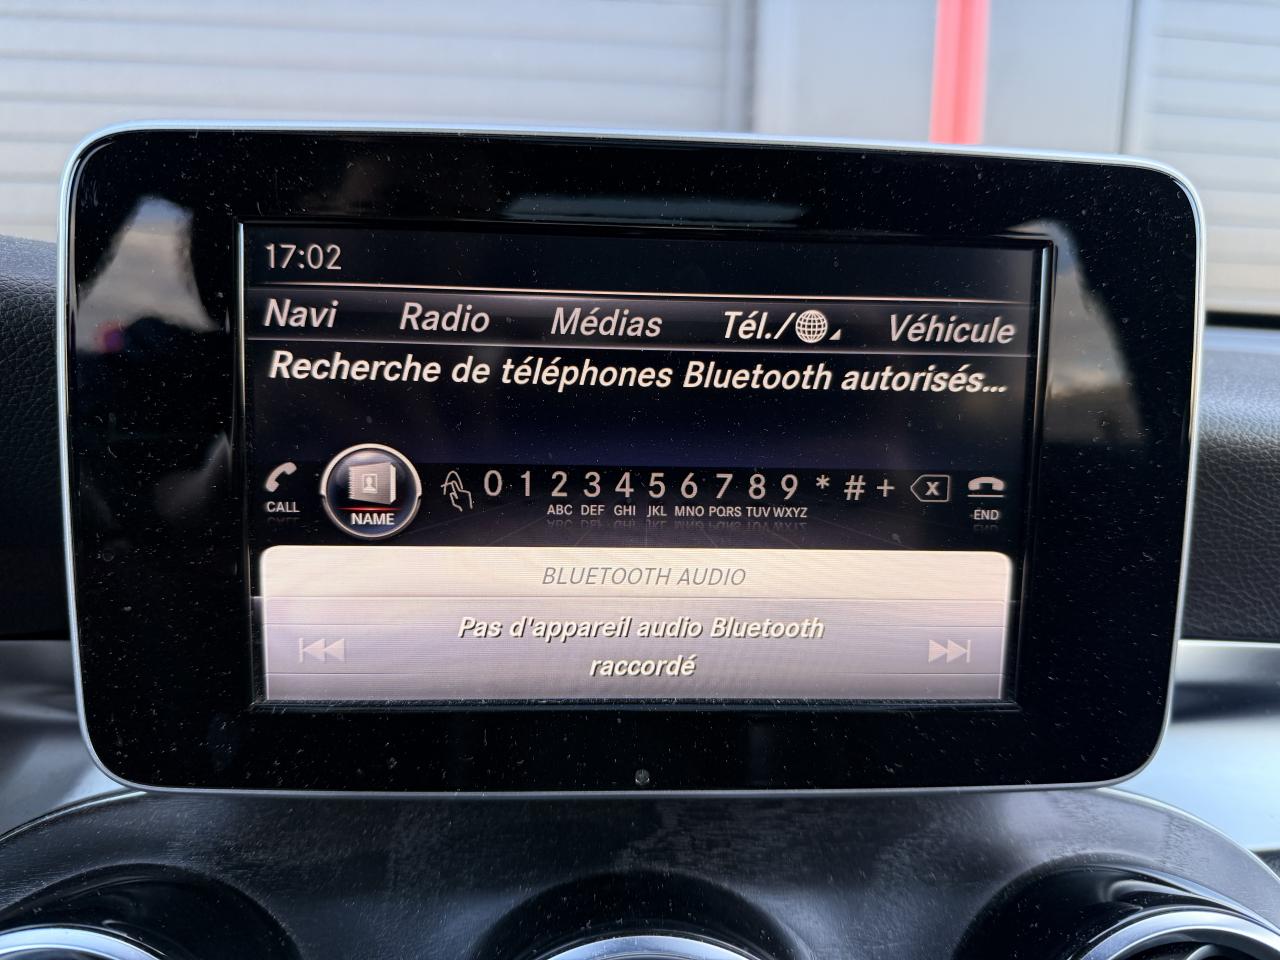 17:02
Navi Radio Médias Tél./ Véhicule
Recherche de téléphones Bluetooth autorisés...
0 1 2 3 4 5 6 7 8 9 * # + x
CALL NAME ABC DEF GHI JKL MNO PQRS TUV WXYZ END
BLUETOOTH AUDIO
Pas d'appareil audio Bluetooth
raccordé